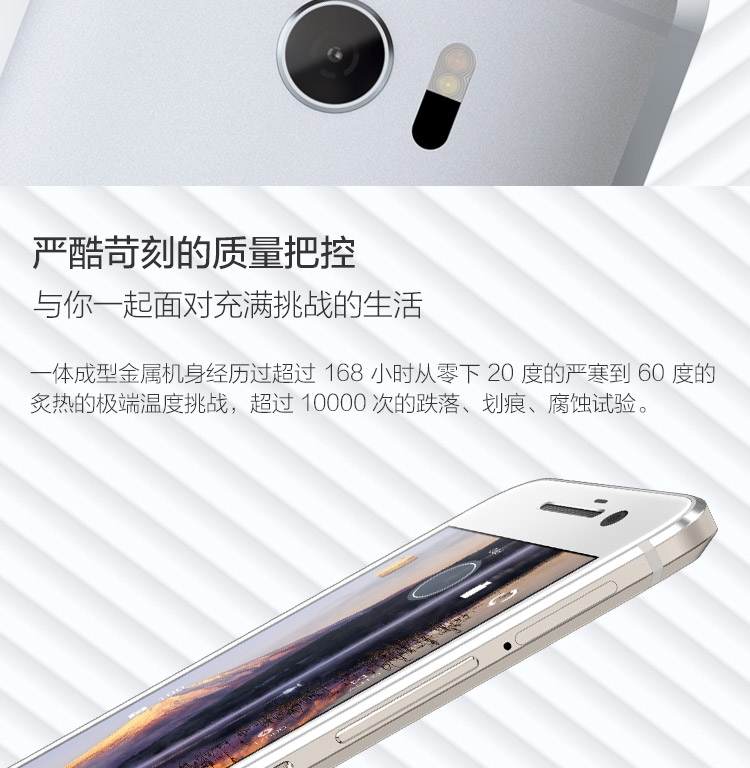 严酷苛刻的质量把控
与你一起面对充满挑战的生活
一体成型金属机身经历过超过 168 小时从零下 20 度的严寒到 60 度的
炙热的极端温度挑战，超过 10000 次的跌落、划痕、腐蚀试验。